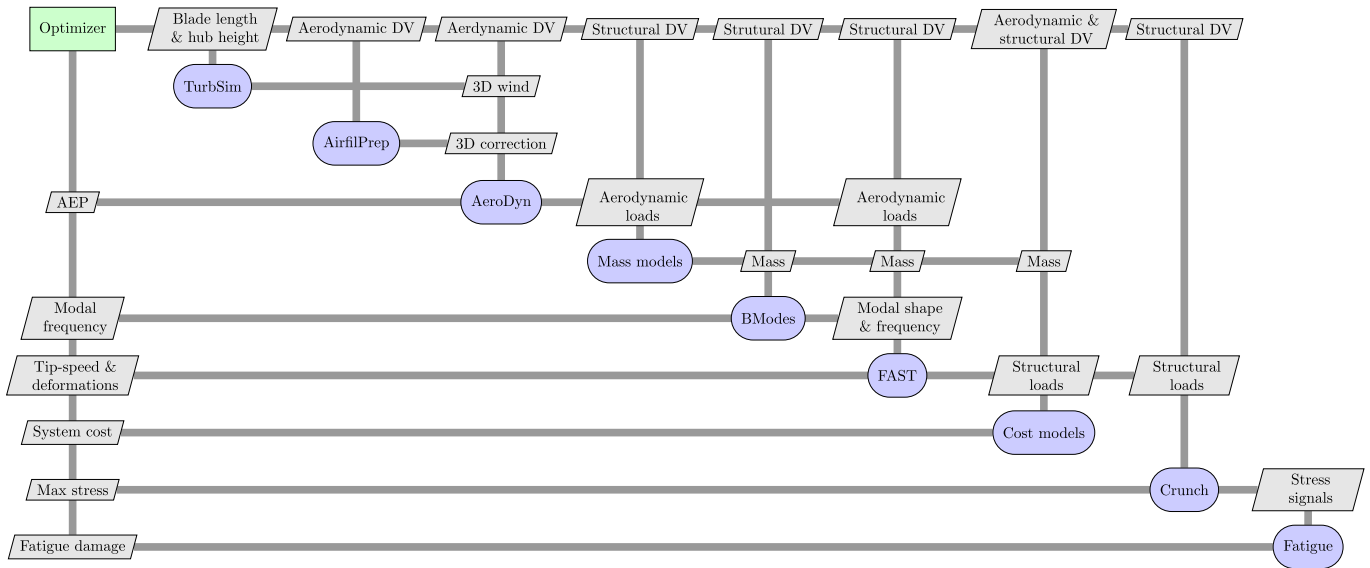 Optimizer
Blade length
& hub height
Aerodynamic DV
Aerdynamic DV
Structural DV
Strutural DV
Structural DV
Aerodynamic &
structural DV
Structural DV
TurbSim
3D wind
AirfilPrep
3D correction
AEP
AeroDyn
Aerodynamic
loads
Aerodynamic
loads
Mass models
Mass
Mass
Mass
Modal
frequency
BModes
Modal shape
& frequency
Tip-speed &
deformations
FAST
Structural
loads
Structural
loads
System cost
Cost models
Max stress
Crunch
Stress
signals
Fatigue damage
Fatigue